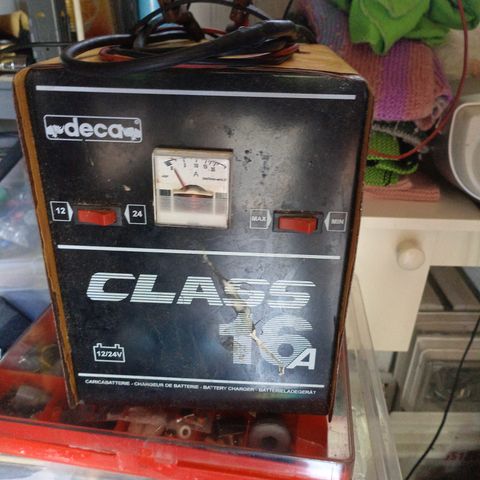 deca
A
12 24
MAX MIN
CLASS
16A
12/24V
CARICABATTERIE - CHARGEUR DE BATTERIE - BATTERY CHARGER - BATTERIELADEGERÄT